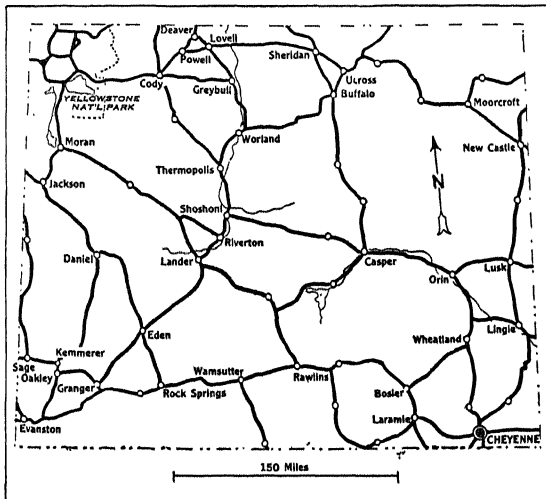 Deaver
Lovell
Powell
Sheridan
Cody
Greybull
Ucross
Buffalo
YELLOWSTONE
NAT'L PARK
Moorcroft
Worland
Moran
New Castle
N
Thermopolis
Jackson
Shoshoni
Riverton
Daniel
Lander
Casper
Orin
Lusk
Eden
Lingle
Wheatland
Kemmerer
Sage
Oakley
Granger
Wamsutter
Rawlins
Rock Springs
Bosler
Laramie
Evanston
CHEYENNE
150 Miles